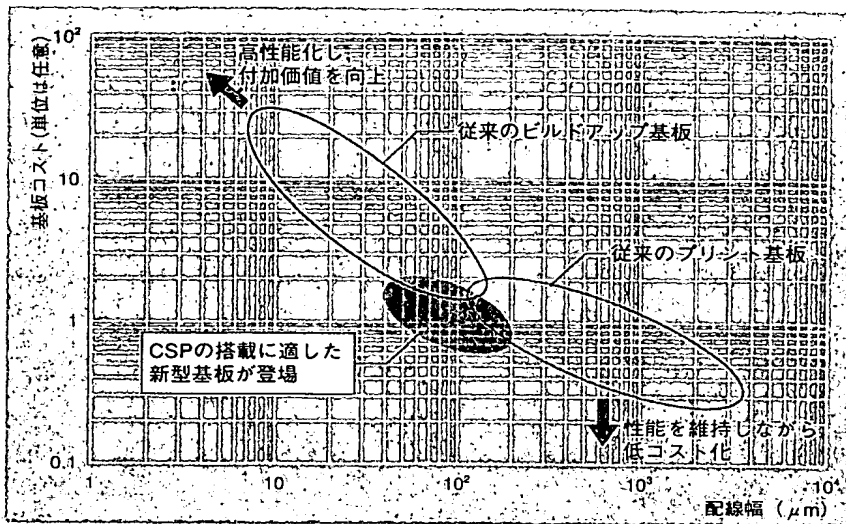 基板コスト(単位は任意)
10²
高性能化し、
付加価値を向上
従来のビルドアップ基板
10
従来のプリント基板
1
CSPの搭載に適した
新型基板が登場
性能を維持しながら
低コスト化
0.1
1
10
10²
10³
10⁴
配線幅 (μm)